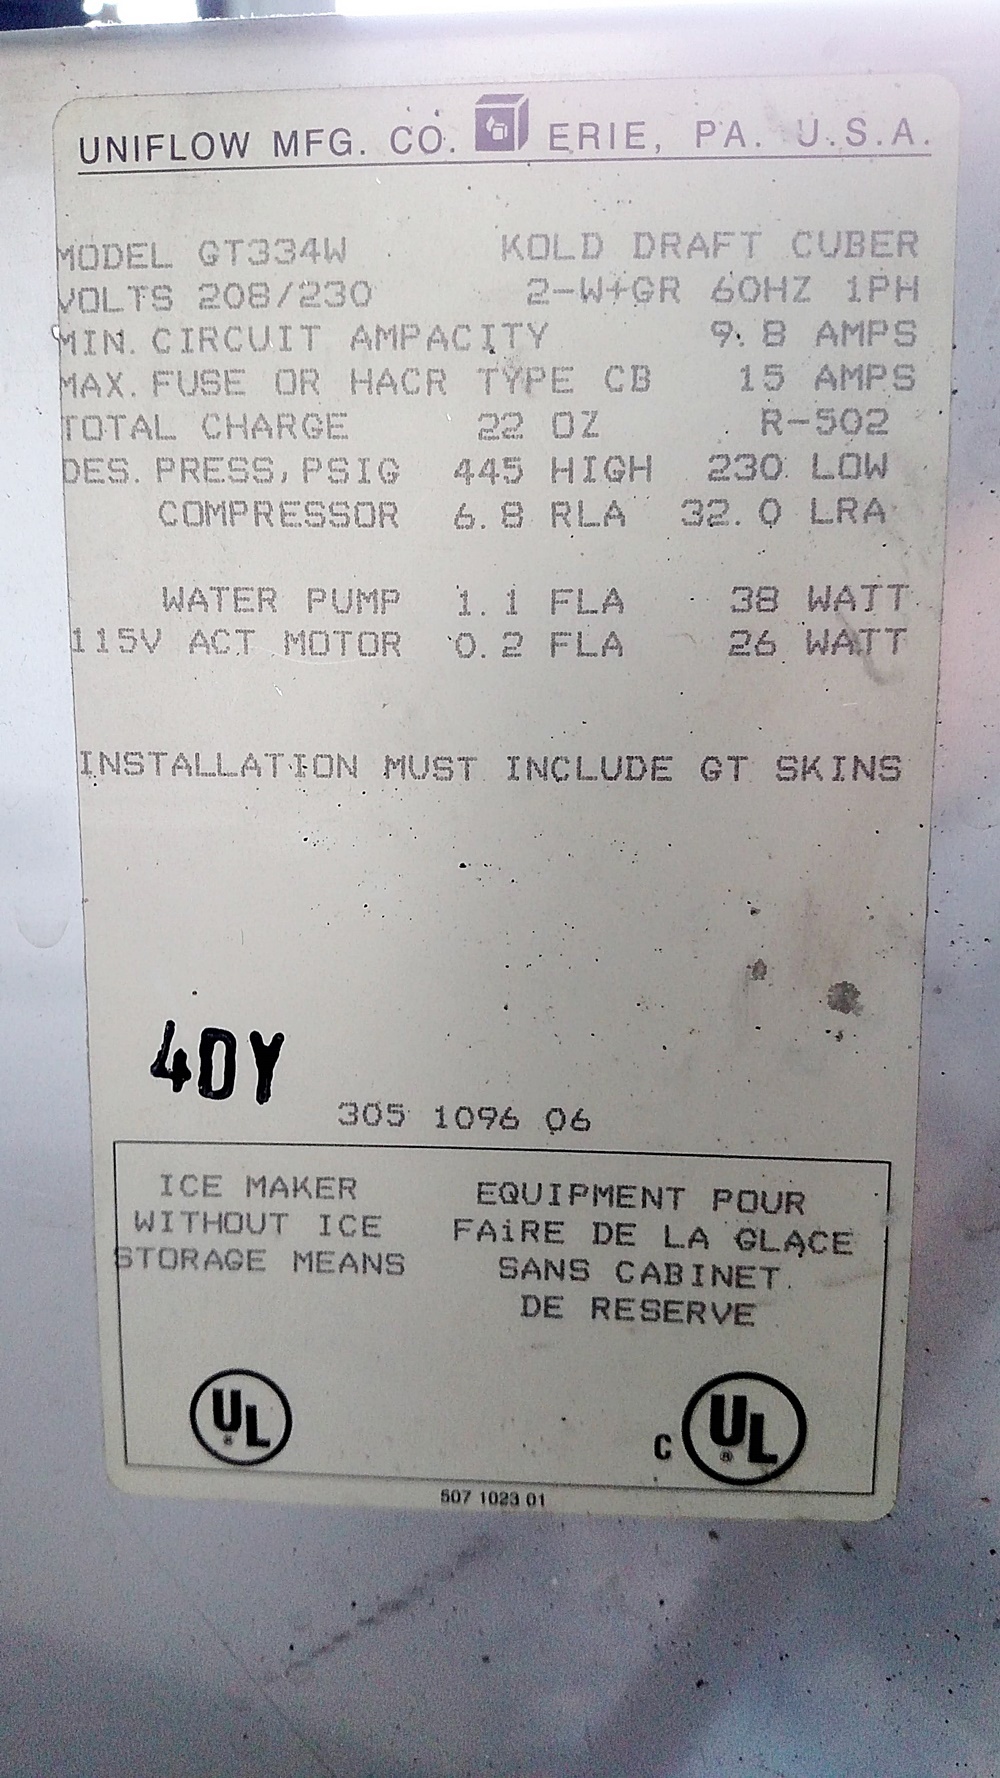 UNIFLOW MFG. CO. ERIE, PA. U.S.A.
MODEL GT334W KOLD DRAFT CUBER
VOLTS 208/230 2-W+GR 60HZ 1PH
MIN. CIRCUIT AMPACITY 9.8 AMPS
MAX. FUSE OR HACR TYPE CB 15 AMPS
TOTAL CHARGE 22 OZ R-502
DES. PRESS, PSIG 445 HIGH 230 LOW
COMPRESSOR 6.8 RLA 32.0 LRA
WATER PUMP 1.1 FLA 38 WATT
115V ACT MOTOR 0.2 FLA 26 WATT
INSTALLATION MUST INCLUDE GT SKINS
4DY
305 1096 06
ICE MAKER
WITHOUT ICE
STORAGE MEANS
EQUIPMENT POUR
FAiRE DE LA GLACE
SANS CABINET
DE RESERVE
UL ®
C UL ®
507 1023 01